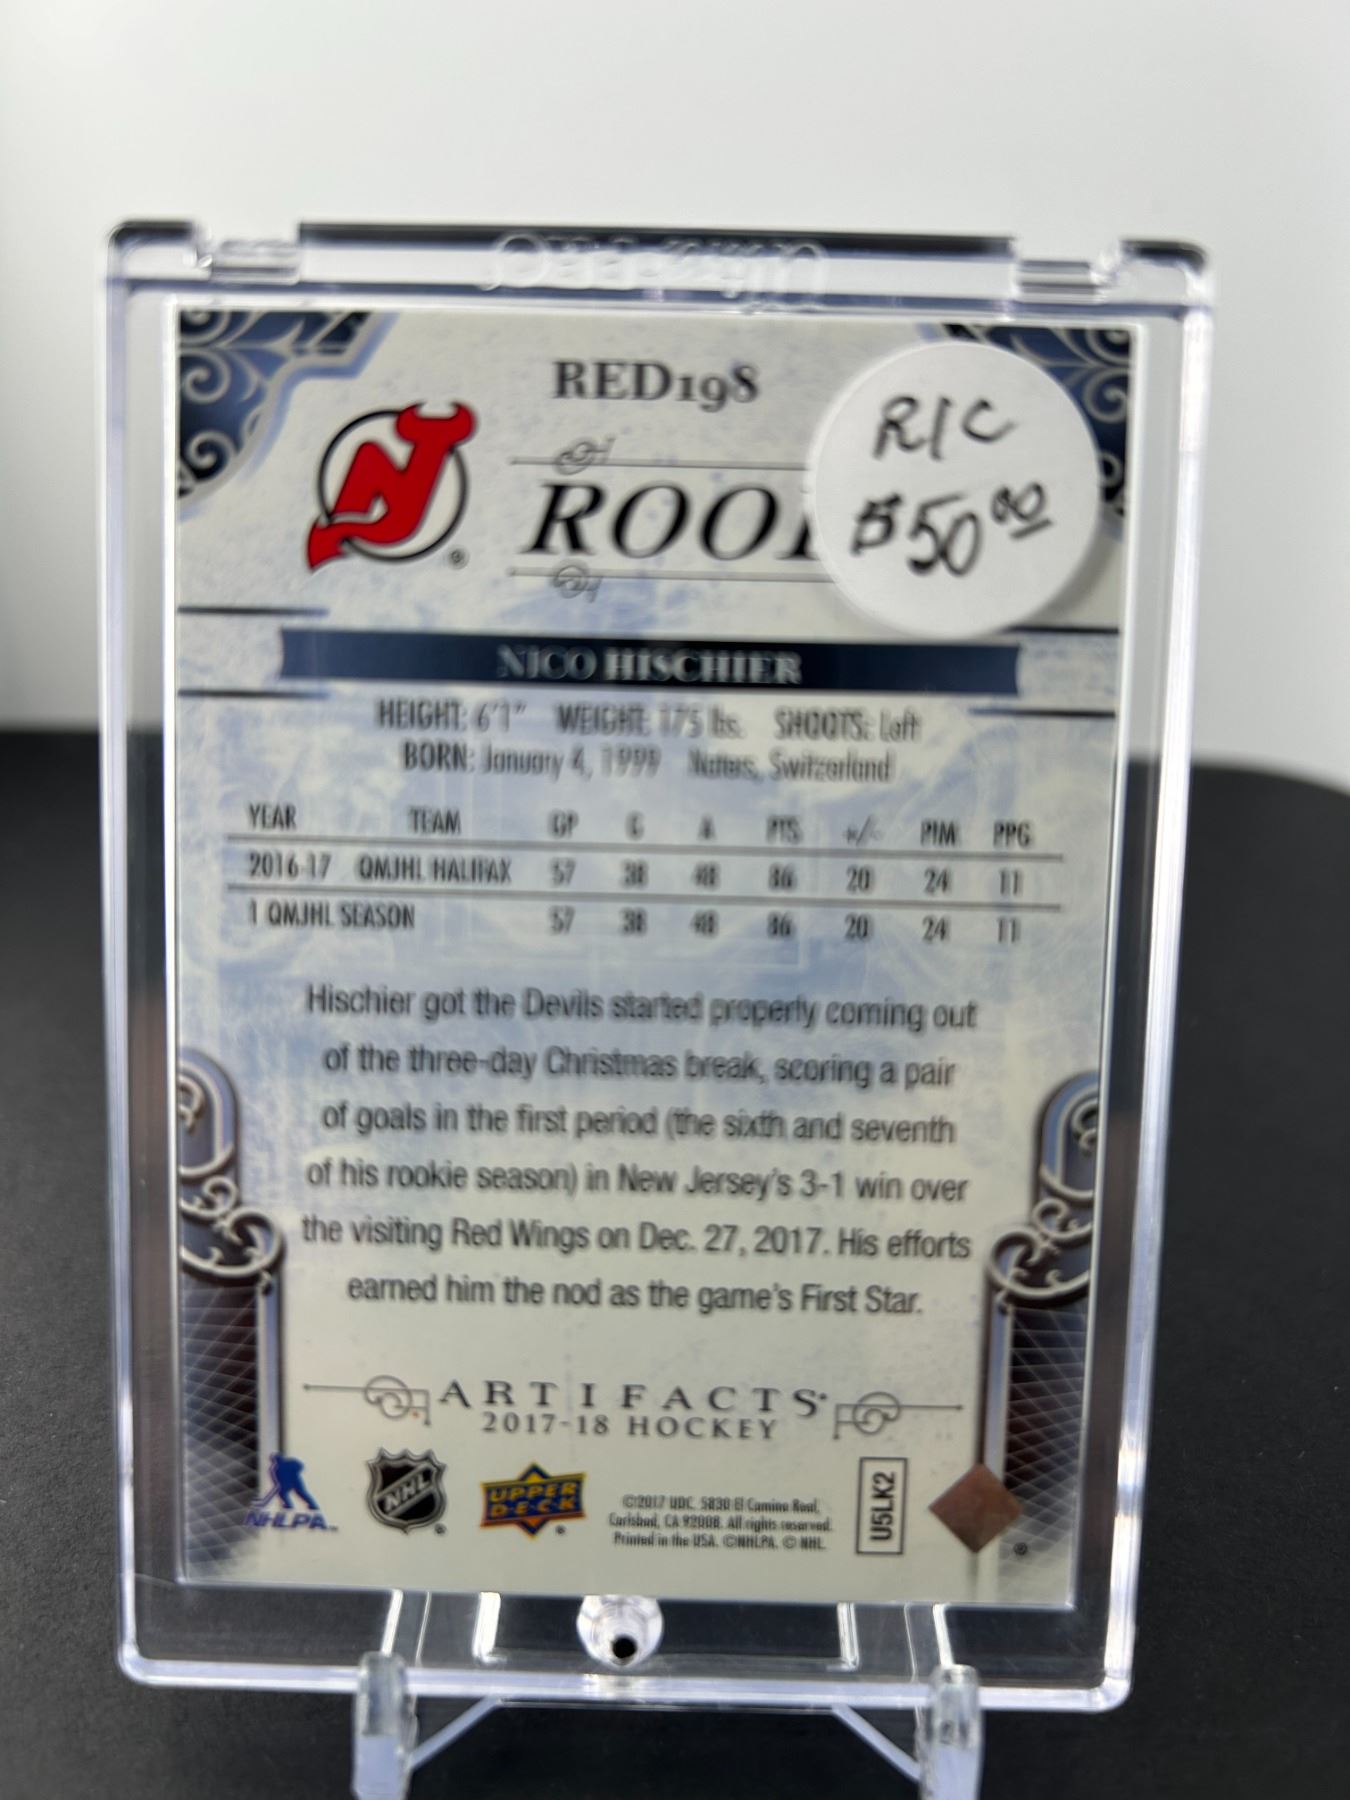 RED198
ROO
R/C
$50.00
NICO HISCHIER
HEIGHT: 6'1" WEIGHT: 175 lbs. SHOOTS: Left
BORN: January 4, 1999 Naters, Switzerland
YEAR TEAM GP G A PTS +/- PIM PPG
2016-17 QMJHL HALIFAX 57 38 48 86 20 24 11
1 QMJHL SEASON 57 38 48 86 20 24 11
Hischier got the Devils started properly coming out
of the three-day Christmas break, scoring a pair
of goals in the first period (the sixth and seventh
of his rookie season) in New Jersey's 3-1 win over
the visiting Red Wings on Dec. 27, 2017. His efforts
earned him the nod as the game's First Star.
ARTIFACTS
2017-18 HOCKEY
NHLPA
NHL
UPPER
DECK
©2017 UDC. 5830 El Camino Real,
Carlsbad, CA 92008. All rights reserved.
Printed in the USA. ©NHLPA. © NHL.
U5LK2